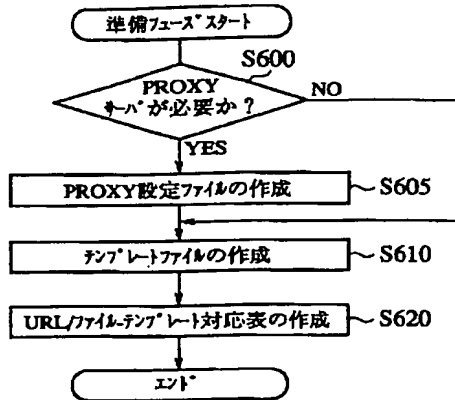 準備フェーズスタート
S600
PROXY
サーバが必要か?
NO
YES
PROXY設定ファイルの作成
S605
テンプレートファイルの作成
S610
URL/ファイル-テンプレート対応表の作成
S620
エンド